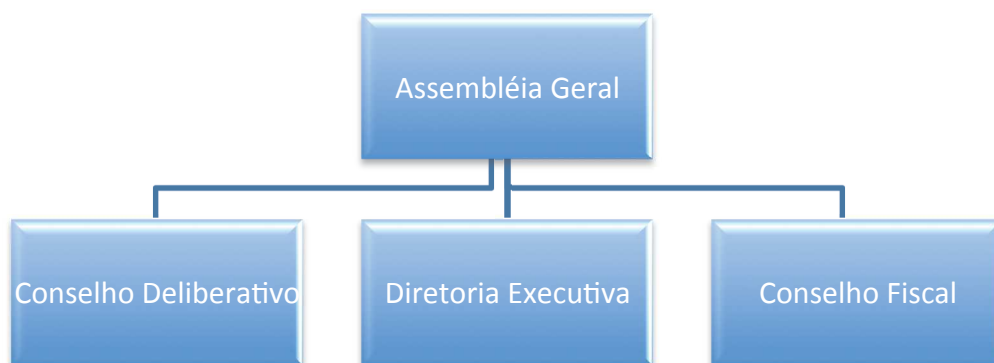 Assembléia Geral
Conselho Deliberativo
Diretoria Executiva
Conselho Fiscal